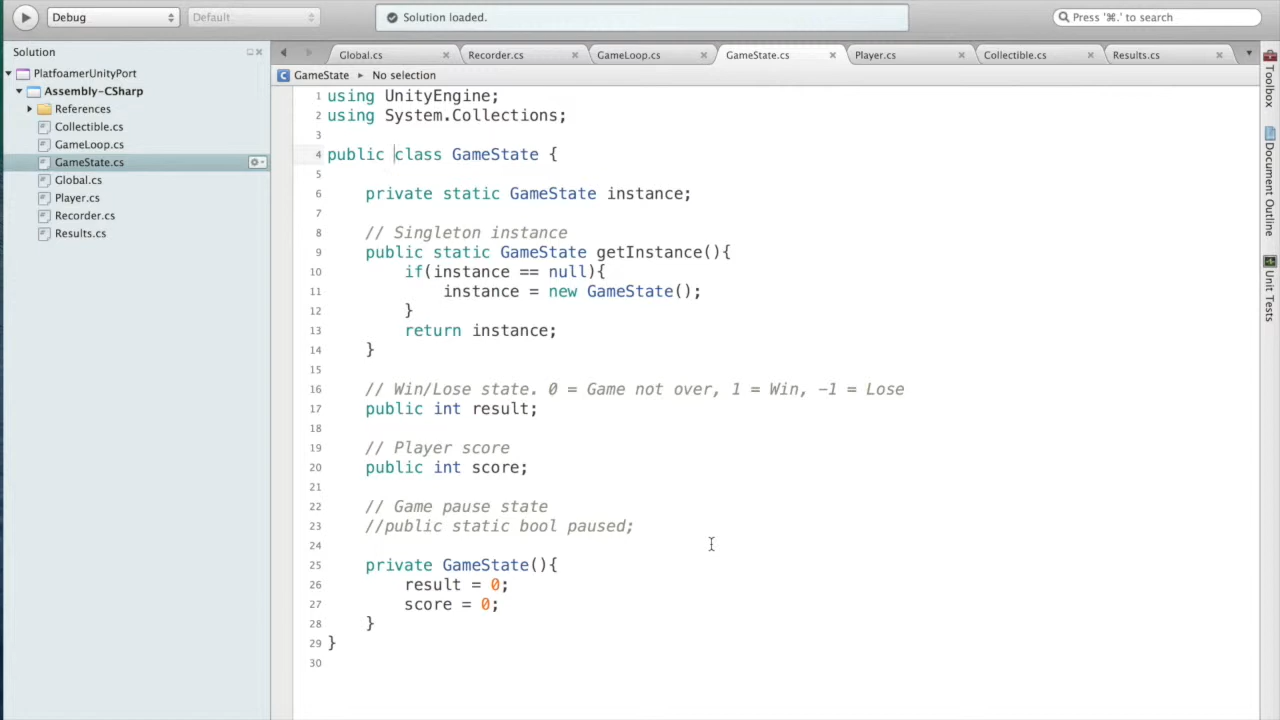 Debug
Default
Solution loaded.
Press '⌘.' to search
Solution
Global.cs
Recorder.cs
GameLoop.cs
GameState.cs
Player.cs
Collectible.cs
Results.cs
GameState ▸ No selection
PlatfoamerUnityPort
Assembly-CSharp
References
Collectible.cs
GameLoop.cs
GameState.cs
Global.cs
Player.cs
Recorder.cs
Results.cs
1 using UnityEngine;
2 using System.Collections;
3
4 public class GameState {
5
6 private static GameState instance;
7
8 // Singleton instance
9 public static GameState getInstance(){
10 if(instance == null){
11 instance = new GameState();
12 }
13 return instance;
14 }
15
16 // Win/Lose state. 0 = Game not over, 1 = Win, -1 = Lose
17 public int result;
18
19 // Player score
20 public int score;
21
22 // Game pause state
23 //public static bool paused;
24
25 private GameState(){
26 result = 0;
27 score = 0;
28 }
29 }
30
Toolbox
Document Outline
Unit Tests